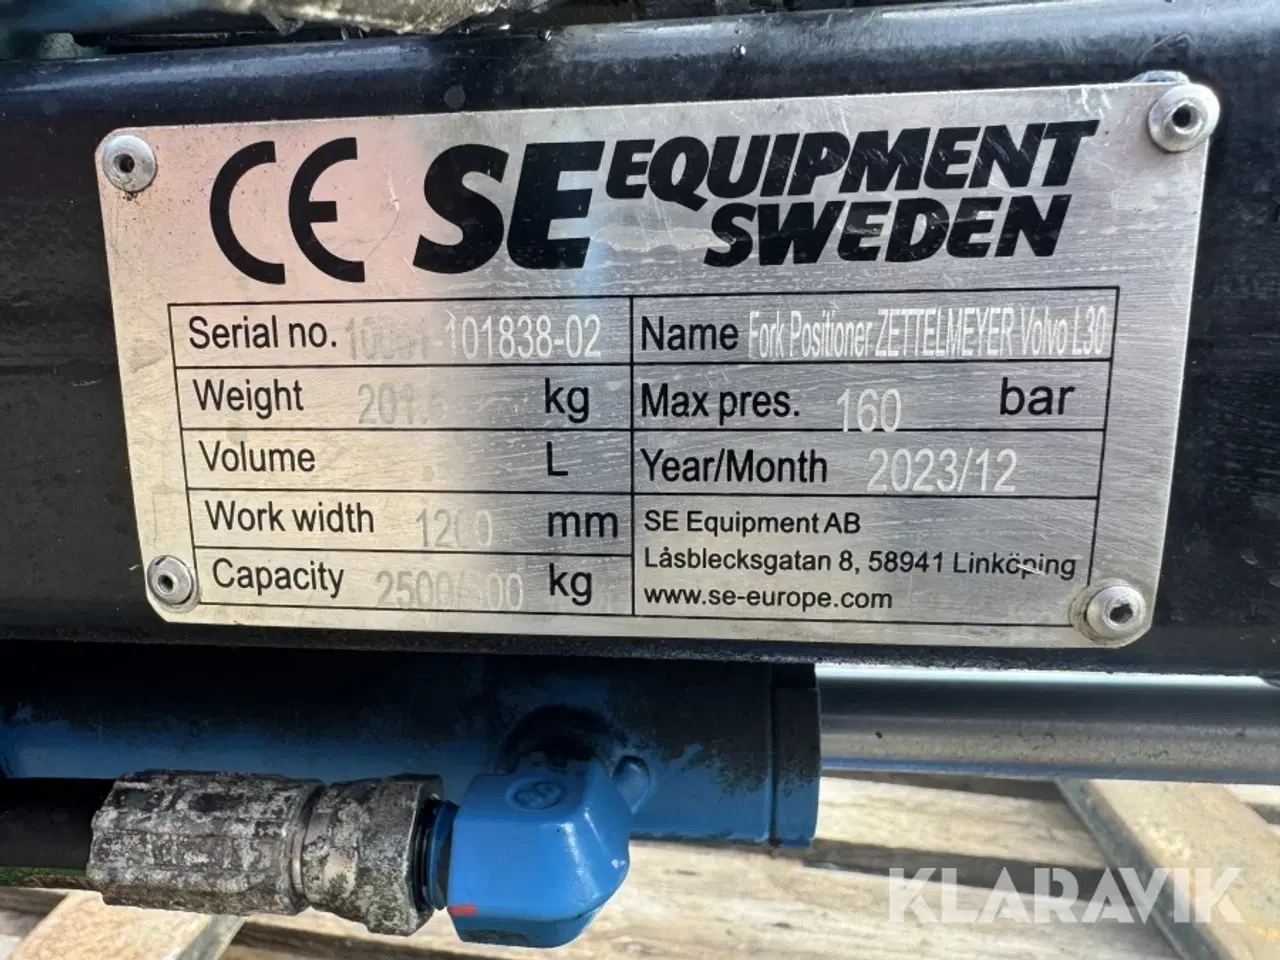 CE SE EQUIPMENT
SWEDEN
Serial no. 101838-02
Name Fork Positioner ZETTELMEYER Volvo L30
Weight kg
Max pres. 160 bar
Volume L
Year/Month 2023/12
Work width 1200 mm
SE Equipment AB
Låsblecksgatan 8, 58941 Linköping
www.se-europe.com
Capacity kg
KLARAVIK